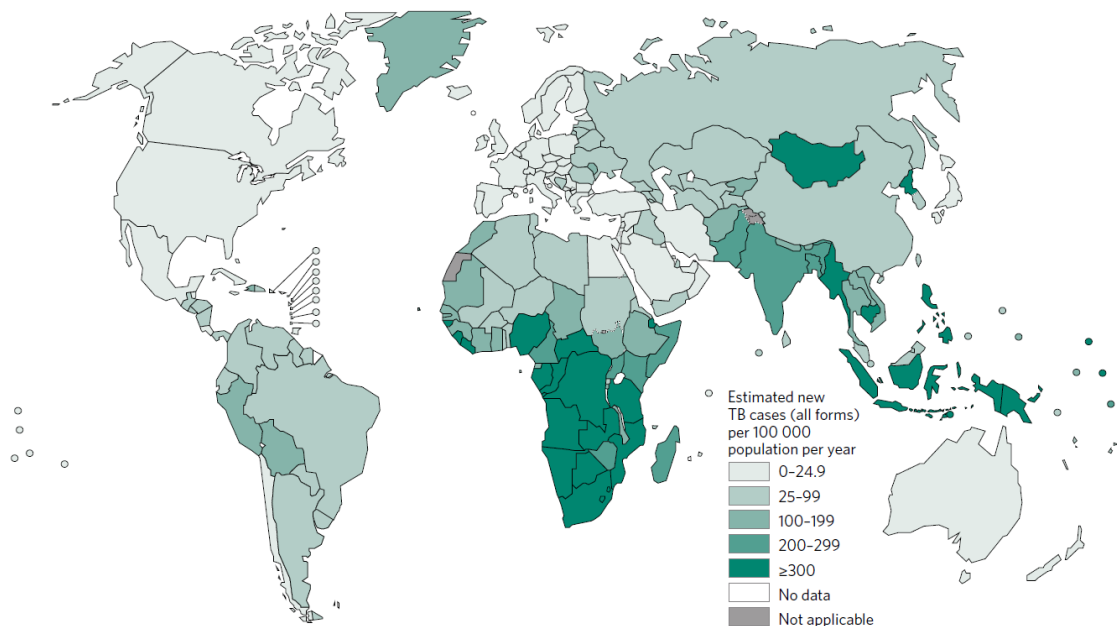 Estimated new
TB cases (all forms)
per 100 000
population per year
0–24.9
25–99
100–199
200–299
≥300
No data
Not applicable